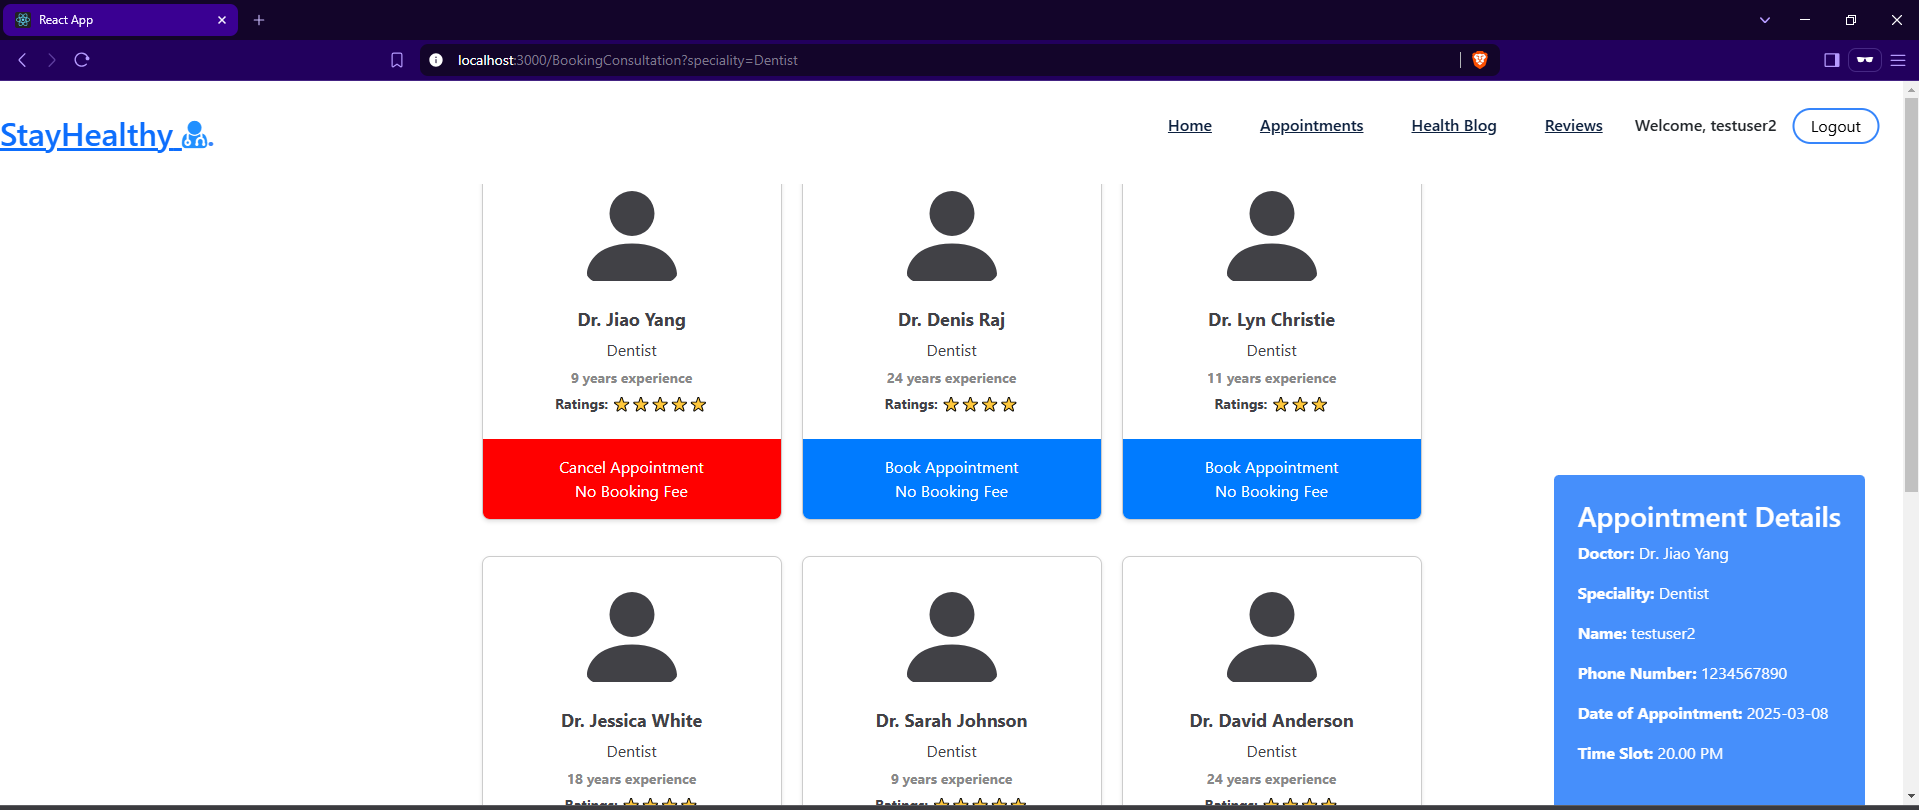 React App
localhost:3000/BookingConsultation?speciality=Dentist
StayHealthy .
Home Appointments Health Blog Reviews Welcome, testuser2 Logout
Dr. Jiao Yang
Dentist
9 years experience
Ratings:
Cancel Appointment
No Booking Fee
Dr. Denis Raj
Dentist
24 years experience
Ratings:
Book Appointment
No Booking Fee
Dr. Lyn Christie
Dentist
11 years experience
Ratings:
Book Appointment
No Booking Fee
Dr. Jessica White
Dentist
18 years experience
Ratings:
Dr. Sarah Johnson
Dentist
9 years experience
Ratings:
Dr. David Anderson
Dentist
24 years experience
Ratings:
Appointment Details
Doctor: Dr. Jiao Yang
Speciality: Dentist
Name: testuser2
Phone Number: 1234567890
Date of Appointment: 2025-03-08
Time Slot: 20.00 PM